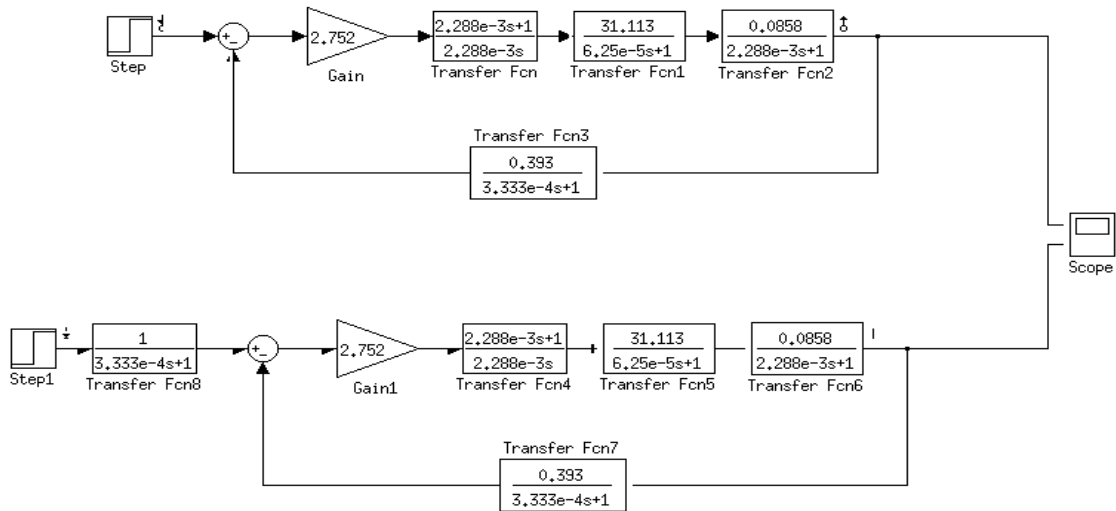 Step
+
−
2.752
Gain
2.288e-3s+1
2.288e-3s
Transfer Fcn
31.113
6.25e-5s+1
Transfer Fcn1
0.0858
2.288e-3s+1
Transfer Fcn2
Transfer Fcn3
0.393
3.333e-4s+1
Scope
Step1
1
3.333e-4s+1
Transfer Fcn8
+
−
2.752
Gain1
2.288e-3s+1
2.288e-3s
Transfer Fcn4
31.113
6.25e-5s+1
Transfer Fcn5
0.0858
2.288e-3s+1
Transfer Fcn6
Transfer Fcn7
0.393
3.333e-4s+1